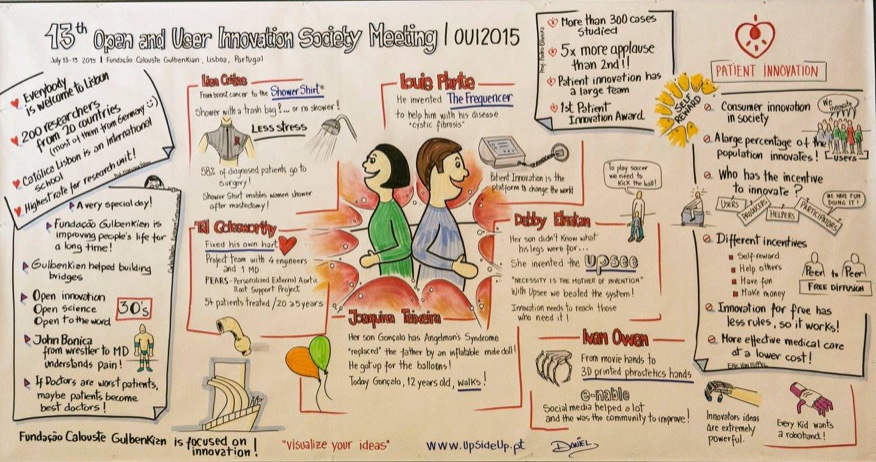 13th Open and User Innovation Society Meeting | OUI2015
July 13-15 2015 | Fundação Calouste Gulbenkian, Lisboa, Portugal
Everybody
is welcome to Lisbon
200 researchers
from 20 countries
(most of them from Germany :))
Católica Lisbon is an International
school
Highest rate for research unit!
A very special day!
Fundação Gulbenkian is
improving people's life for
a long time!
Gulbenkian helped building
bridges
Open innovation
Open science
Open to the word
30's
John Bonica
from wrestler to MD
understands pain!
If Doctors are worst patients,
maybe patients become
best doctors!
Fundação Calouste Gulbenkian is focused on
innovation!
Lisa Crites
From breast cancer to the Shower Shirt®
Shower with a trash bag?... or no shower!
Less stress
58% of diagnosed patients go to
surgery!
Shower Shirt enables women shower
after mastectomy!
Tal Golesworthy
Fixed his own hart
Project team with 4 engineers
and 1 MD
PEARS - Personalized External Aortic
Root Support Project
54 patients treated / 20 ≥5 years
Louis Plante
He invented The Frequencer
to help him with his disease
"cystic fibrosis"
Patient Innovation is the
platform to change the world
Joaquina Teixeira
Her son Gonçalo has Angelman's Syndrome
"replaced" the father by an inflatable male doll!
He got up for the balloons!
Today Gonçalo, 12 years old, walks!
Debby Elnatan
Her son didn't know what
his legs were for...
She invented the Upsee
"Necessity is the mother of invention"
With Upsee we beated the system!
Innovation needs to reach those
who need it!
To play soccer
we need to
kick the ball!
Ivan Owen
From movie hands to
3D printed phrostetics hands
e-nable
Social media helped a lot
and the was the community to improve!
Innovators ideas
are extremely
powerful.
Every Kid wants
a robohand!
"visualize your ideas"
www.UpSideUp.pt
Daniel
More than 300 cases
studied
5x more applause
than 2nd!!
Patient innovation has
a large team
1st Patient
Innovation Award
PATIENT INNOVATION
SELF
REWARD
Consumer innovation
in society
A large percentage of the
population innovates!
We innovate
Users
Who has the incentive
to innovate?
USERS
PRODUCERS
HELPERS
PARTICIPATORS
WE HAVE FUN
DOING IT!
Different incentives
Self-reward
Help others
Have fun
Make money
Peer to Peer
FREE DIFFUSION
Innovation for free has
less rules, so it works!
More effective medical care
at a lower cost!
Eric Von Hippel